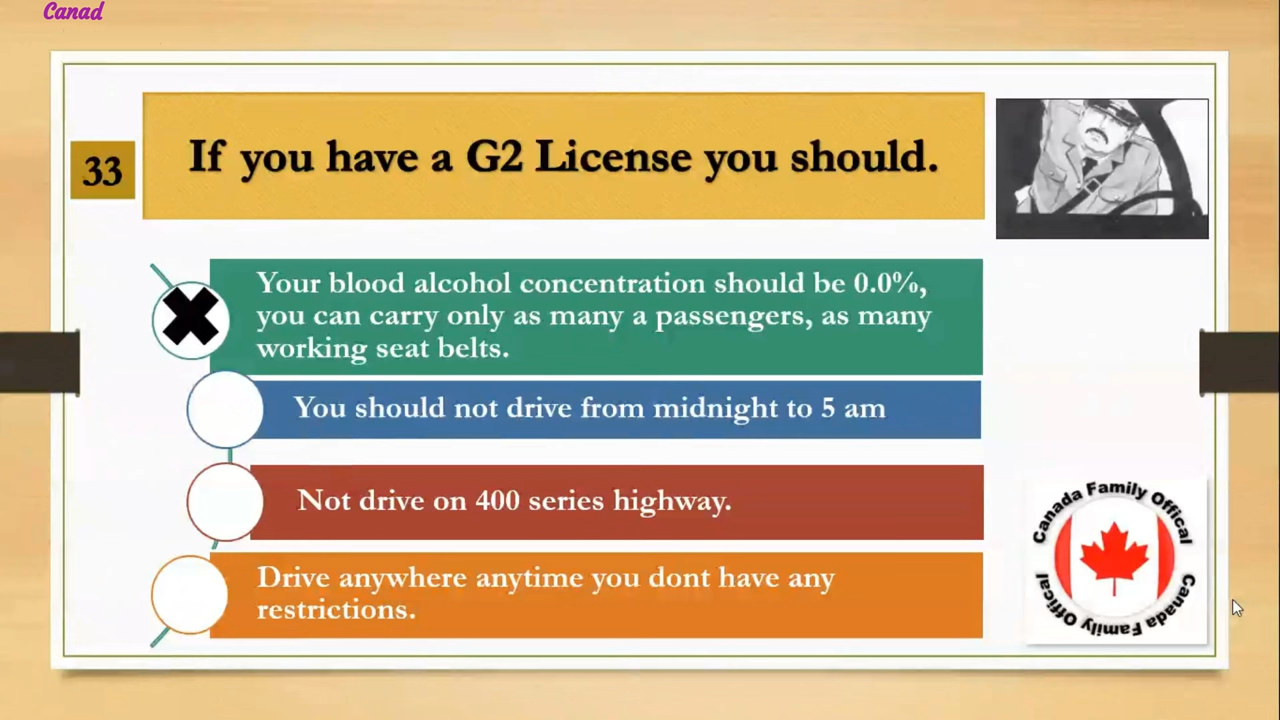 Canad
33
If you have a G2 License you should.
Your blood alcohol concentration should be 0.0%,
you can carry only as many a passengers, as many
working seat belts.
You should not drive from midnight to 5 am
Not drive on 400 series highway.
Drive anywhere anytime you dont have any
restrictions.
Canada Family Offical
Canada Family Offical